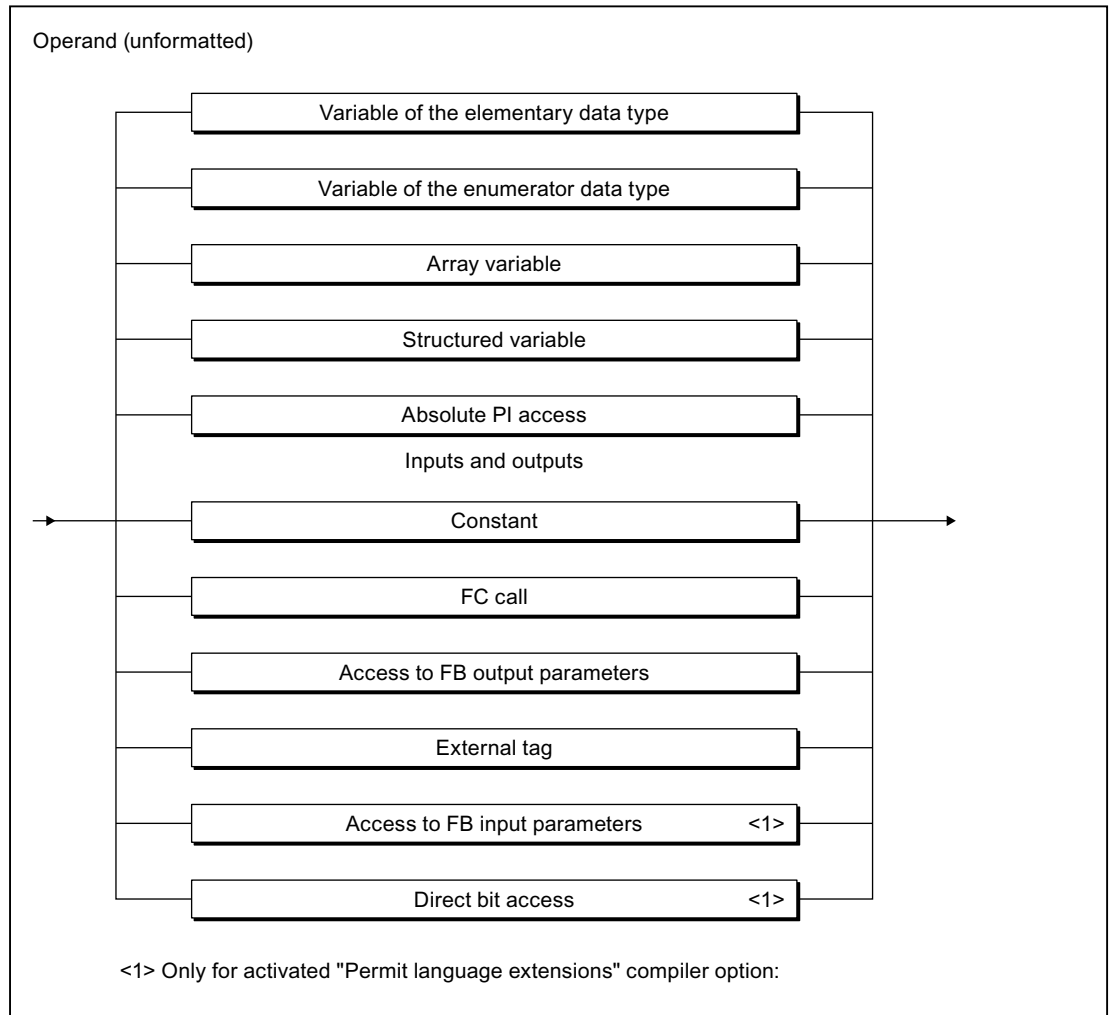 Operand (unformatted)
Variable of the elementary data type
Variable of the enumerator data type
Array variable
Structured variable
Absolute PI access
Inputs and outputs
Constant
FC call
Access to FB output parameters
External tag
Access to FB input parameters <1>
Direct bit access <1>
<1> Only for activated "Permit language extensions" compiler option: